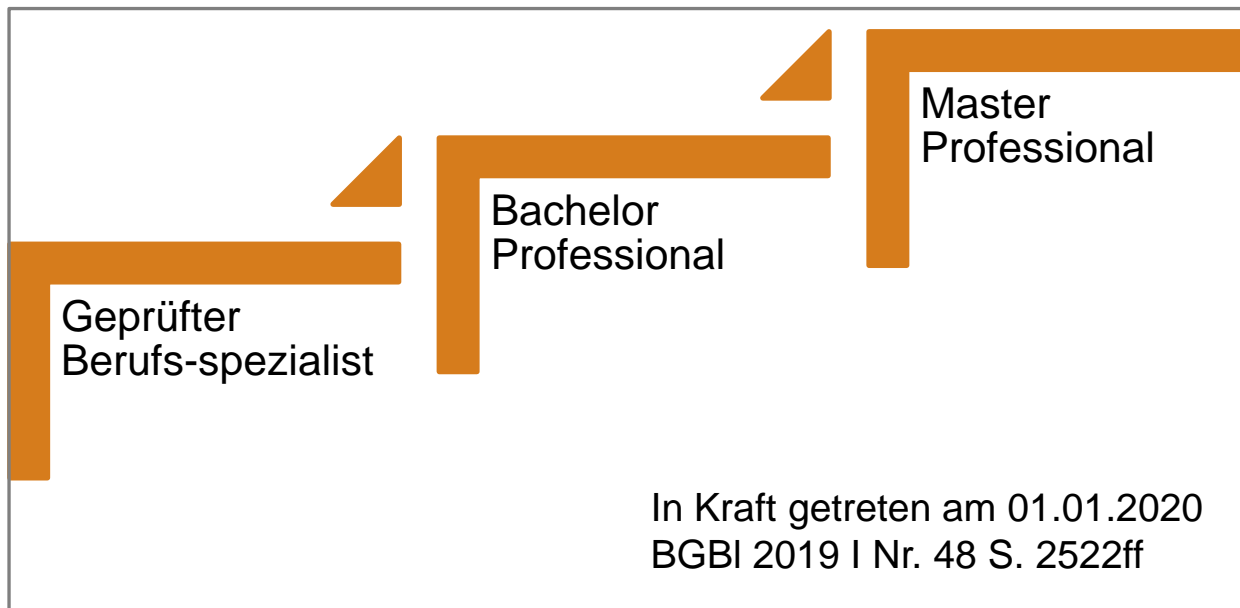 Master
Professional
Bachelor
Professional
Geprüfter
Berufs-spezialist
In Kraft getreten am 01.01.2020
BGBl 2019 I Nr. 48 S. 2522ff